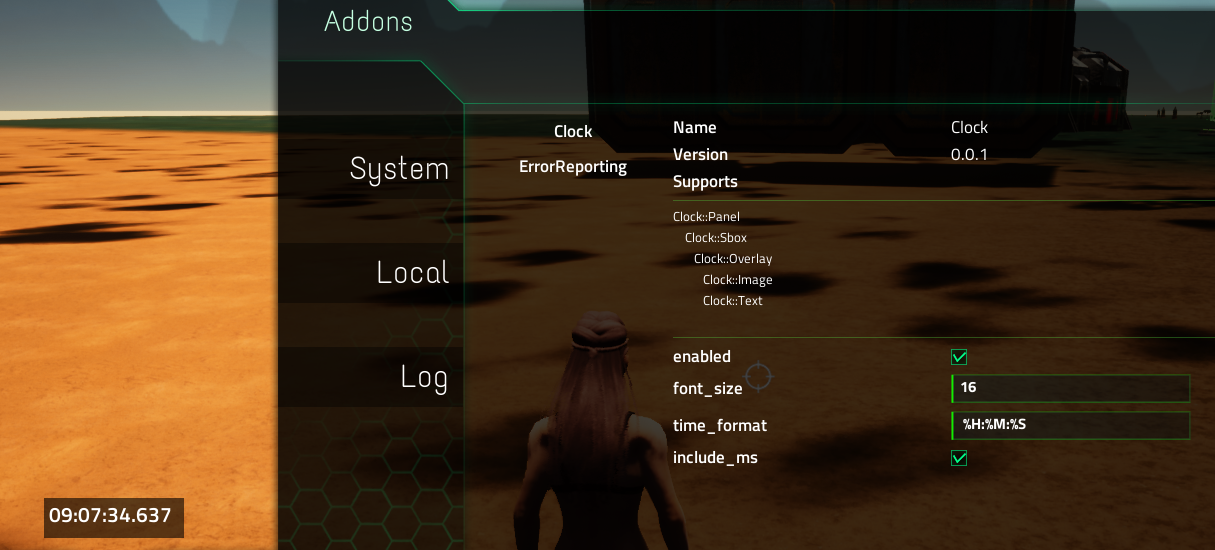 Addons
System
Local
Log
Clock
ErrorReporting
Name Clock
Version 0.0.1
Supports
Clock::Panel
Clock::Sbox
Clock::Overlay
Clock::Image
Clock::Text
enabled
font_size 16
time_format %H:%M:%S
include_ms
09:07:34.637